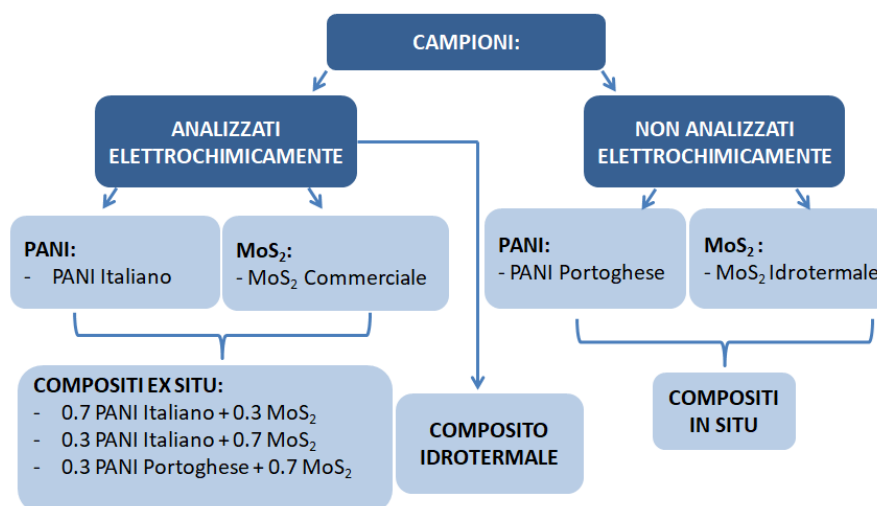 CAMPIONI:
ANALIZZATI
ELETTROCHIMICAMENTE
NON ANALIZZATI
ELETTROCHIMICAMENTE
PANI:
- PANI Italiano
MoS₂:
- MoS₂ Commerciale
PANI:
- PANI Portoghese
MoS₂ :
- MoS₂ Idrotermale
COMPOSITI EX SITU:
- 0.7 PANI Italiano + 0.3 MoS₂
- 0.3 PANI Italiano + 0.7 MoS₂
- 0.3 PANI Portoghese + 0.7 MoS₂
COMPOSITO
IDROTERMALE
COMPOSITI
IN SITU